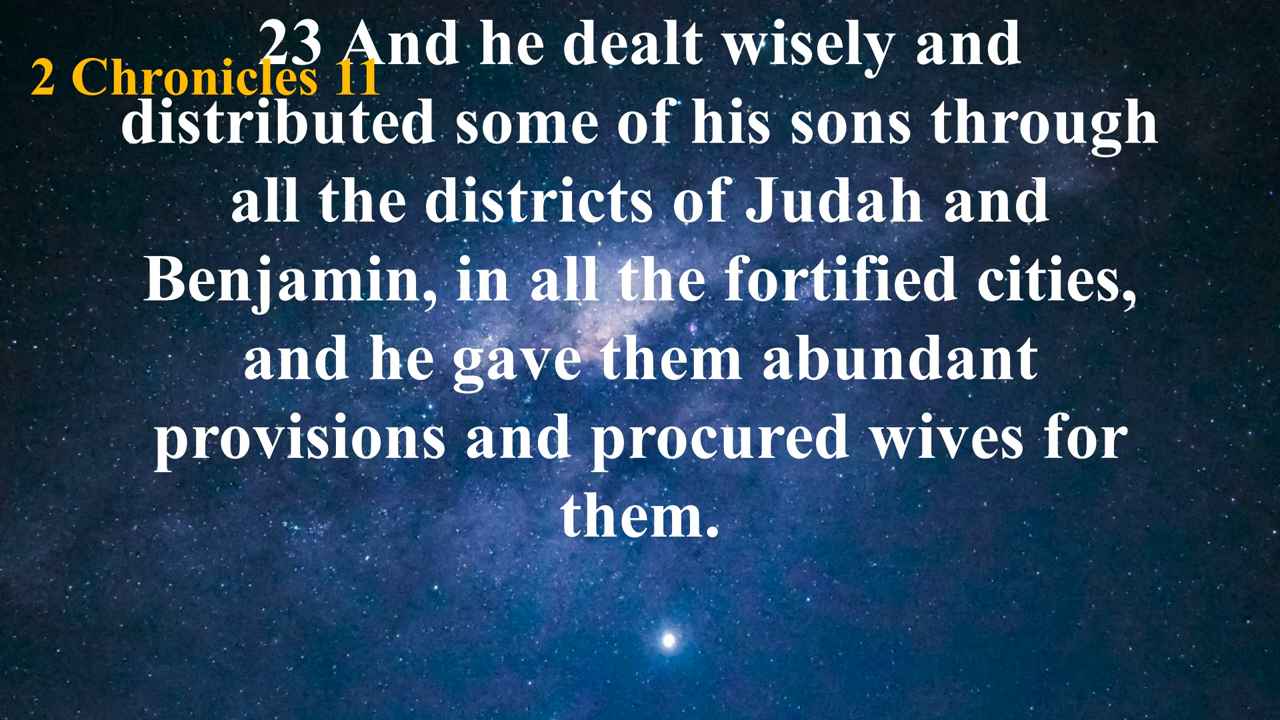 2 Chronicles 11
23 And he dealt wisely and
distributed some of his sons through
all the districts of Judah and
Benjamin, in all the fortified cities,
and he gave them abundant
provisions and procured wives for
them.